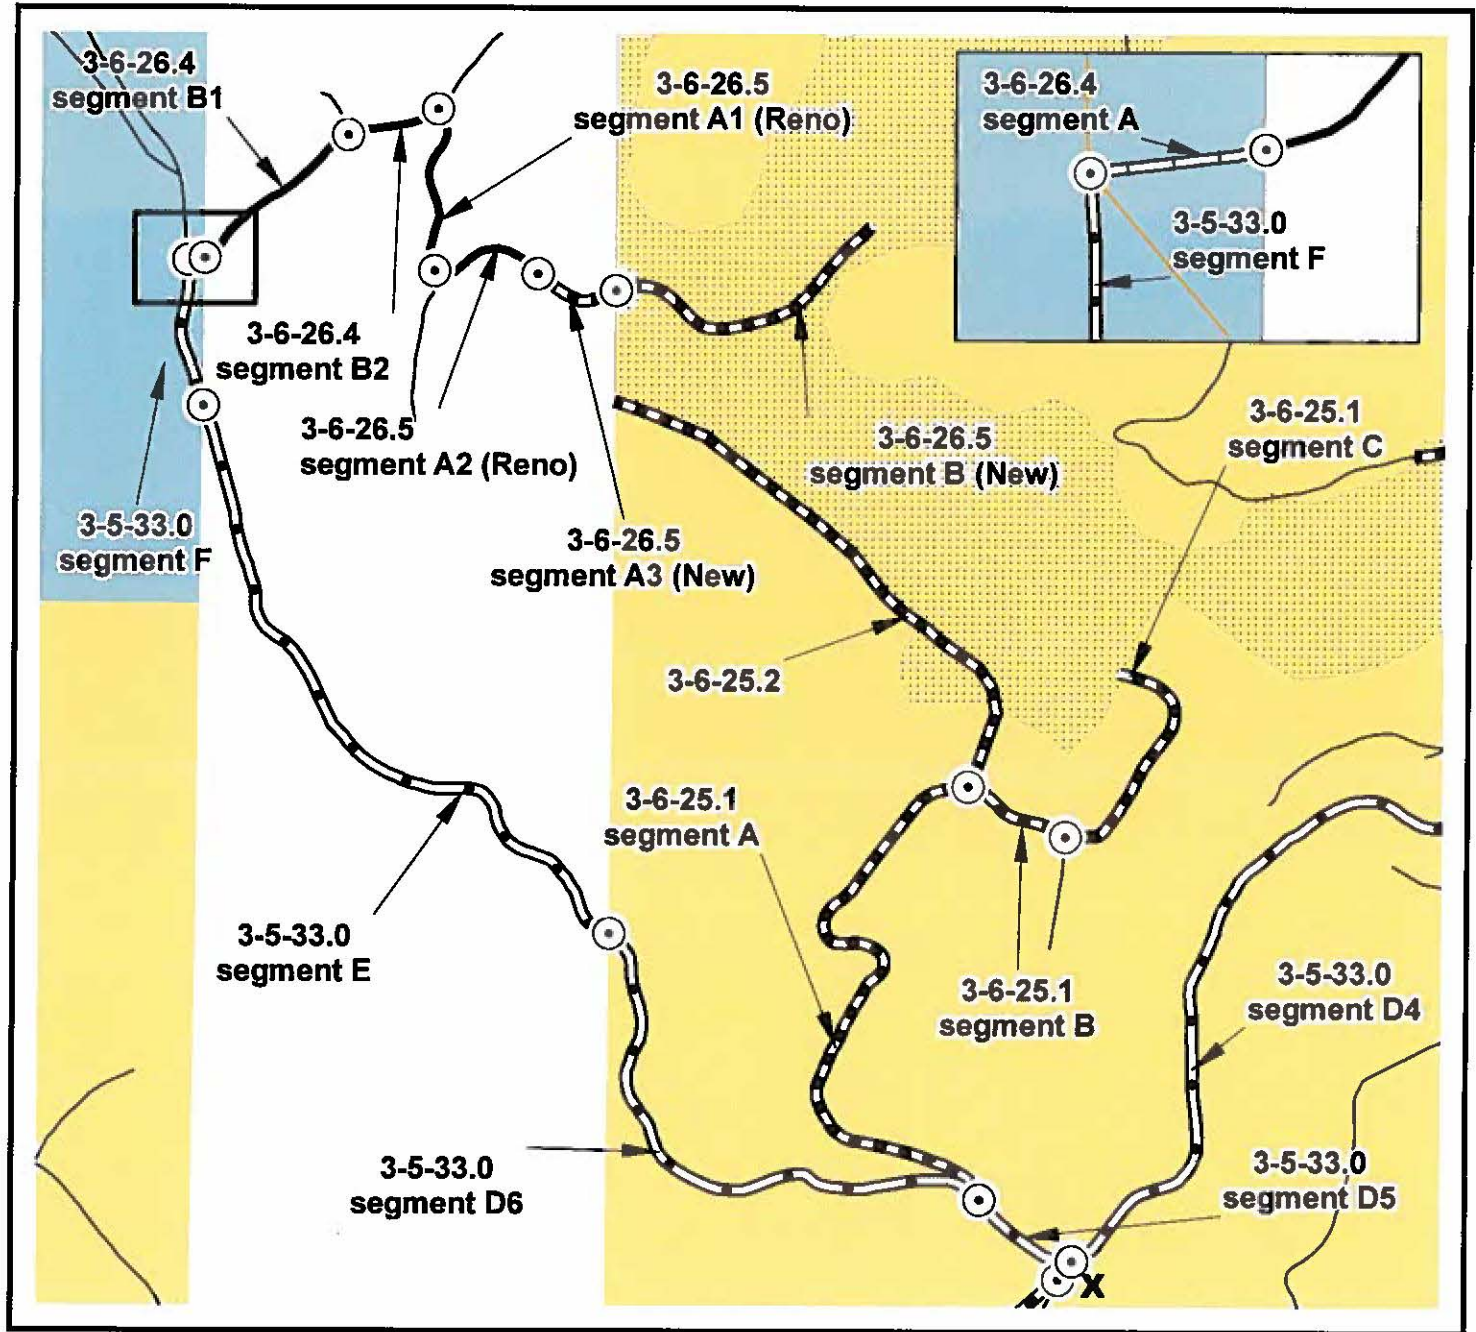 3-6-26.4
segment B1
3-6-26.5
segment A1 (Reno)
3-6-26.4
segment A
3-5-33.0
segment F
3-6-26.4
segment B2
3-6-26.5
segment A2 (Reno)
3-6-26.5
segment B (New)
3-6-25.1
segment C
3-5-33.0
segment F
3-6-26.5
segment A3 (New)
3-6-25.2
3-6-25.1
segment A
3-5-33.0
segment E
3-6-25.1
segment B
3-5-33.0
segment D4
3-5-33.0
segment D6
3-5-33.0
segment D5
X